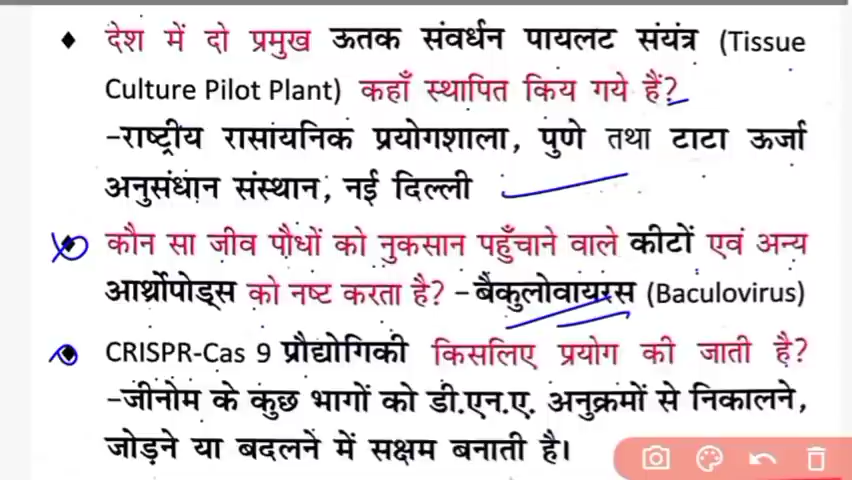 ♦ देश में दो प्रमुख ऊतक संवर्धन पायलट संयंत्र (Tissue
Culture Pilot Plant) कहाँ स्थापित किय गये हैं?
–राष्ट्रीय रासायनिक प्रयोगशाला, पुणे तथा टाटा ऊर्जा
अनुसंधान संस्थान, नई दिल्ली
♦ कौन सा जीव पौधों को नुकसान पहुँचाने वाले कीटों एवं अन्य
आर्थ्रोपोड्स को नष्ट करता है? –बैकुलोवायरस (Baculovirus)
♦ CRISPR-Cas 9 प्रौद्योगिकी किसलिए प्रयोग की जाती है?
–जीनोम के कुछ भागों को डी.एन.ए. अनुक्रमों से निकालने,
जोड़ने या बदलने में सक्षम बनाती है।